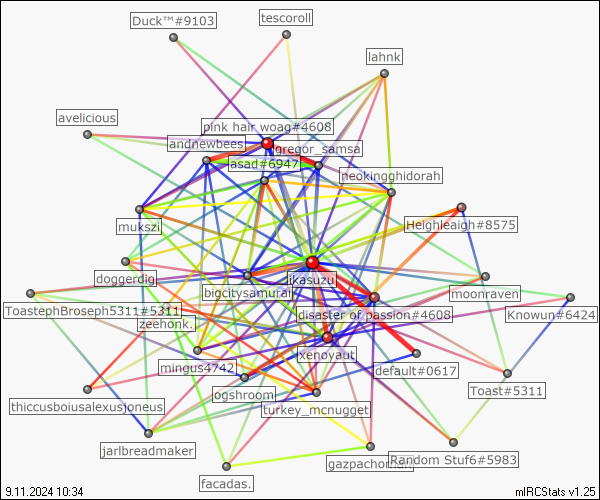 Duck™#9103
tescoroll
lahnk
avelicious
pink hair woag#4608
andnewbees
gregor_samsa
asad#6947
neokingghidorah
mukszi
Heighleaigh#8575
doggerdig
ikasuzu
bigcitysamurai
moonraven
ToastephBroseph5311#5311
disaster of passion#4608
Knowun#6424
zeehonk.
xenoyaut
mingus4742
default#0617
ogshroom
Toast#5311
thiccusboiusalexusjoneus
turkey_mcnugget
jarlbreadmaker
gazpachoman
Random Stuf6#5983
facadas.
9.11.2024 10:34
mIRCStats v1.25